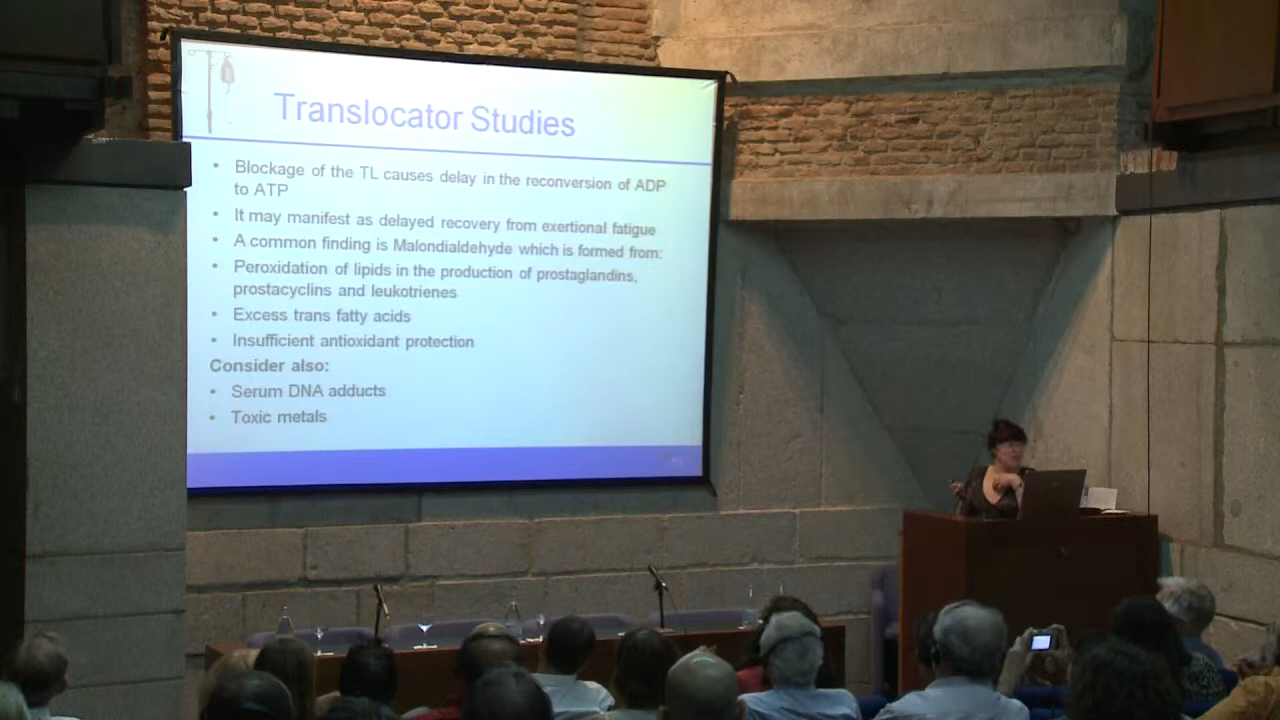 Translocator Studies
• Blockage of the TL causes delay in the reconversion of ADP
to ATP
• It may manifest as delayed recovery from exertional fatigue
• A common finding is Malondialdehyde which is formed from:
• Peroxidation of lipids in the production of prostaglandins,
prostacyclins and leukotrienes
• Excess trans fatty acids
• Insufficient antioxidant protection
Consider also:
• Serum DNA adducts
• Toxic metals